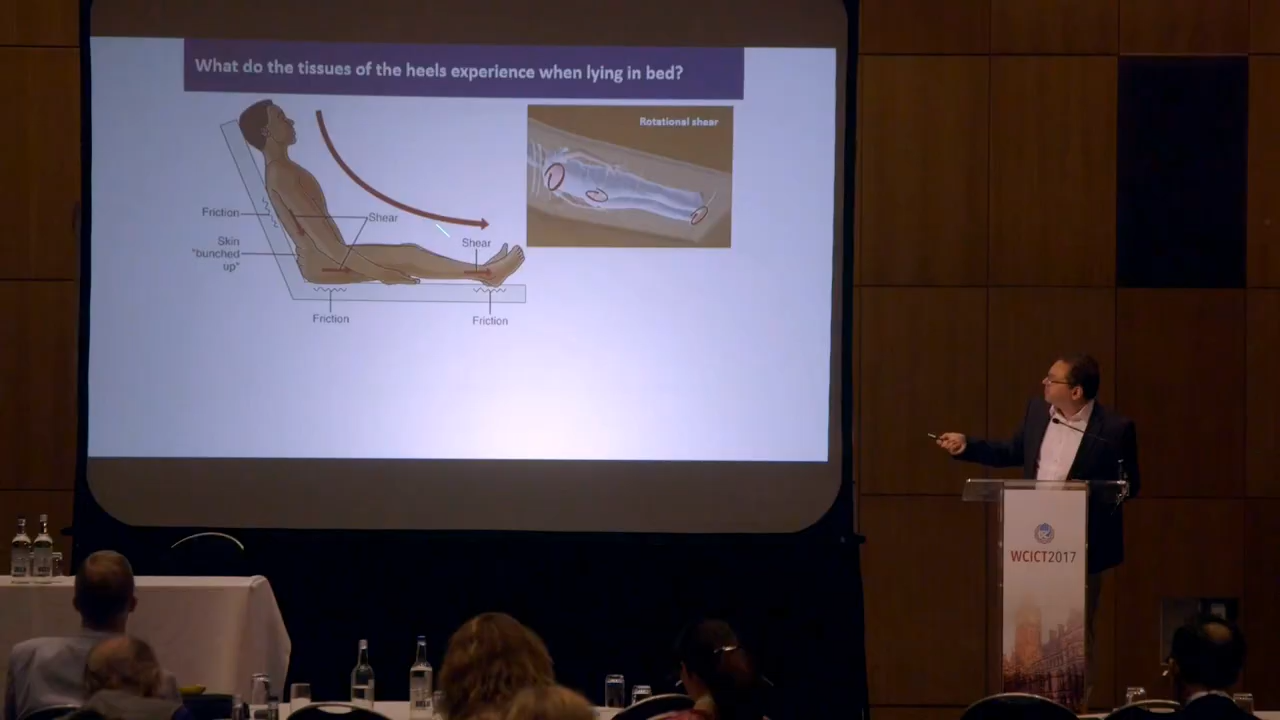 What do the tissues of the heels experience when lying in bed?
Rotational shear
Friction
Shear
Skin
"bunched
up"
Shear
Friction
Friction
WCICT2017